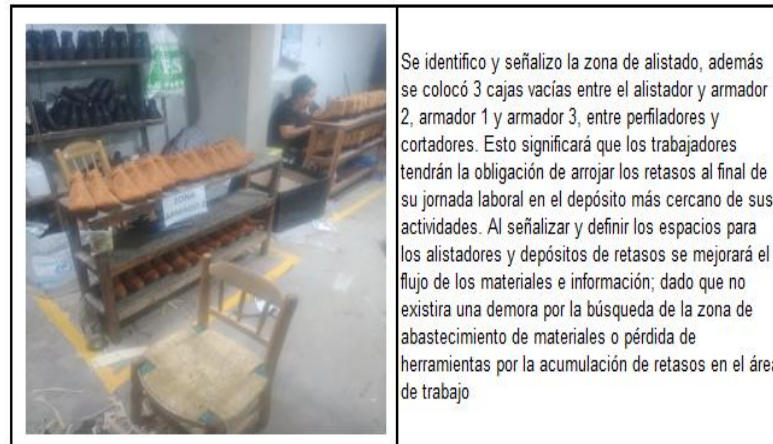 ZONA
ARMADO 2
Se identifico y señalizo la zona de alistado, además
se colocó 3 cajas vacías entre el alistador y armador
2, armador 1 y armador 3, entre perfiladores y
cortadores. Esto significará que los trabajadores
tendrán la obligación de arrojar los retasos al final de
su jornada laboral en el depósito más cercano de sus
actividades. Al señalizar y definir los espacios para
los alistadores y depósitos de retasos se mejorará el
flujo de los materiales e información; dado que no
existira una demora por la búsqueda de la zona de
abastecimiento de materiales o pérdida de
herramientas por la acumulación de retasos en el área
de trabajo